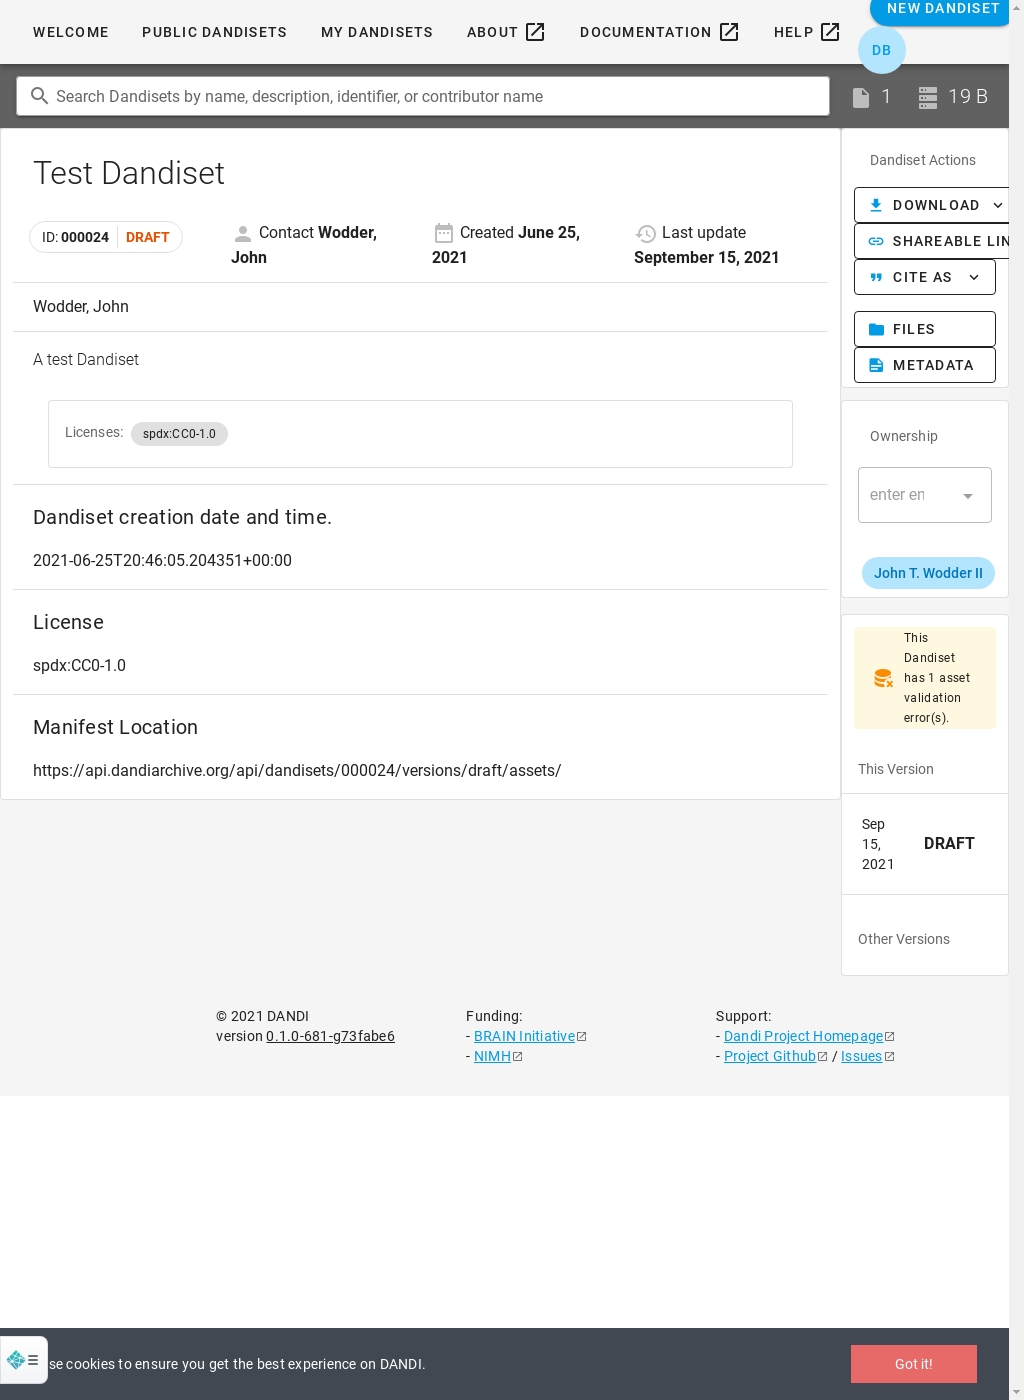 NEW DANDISET
WELCOME PUBLIC DANDISETS MY DANDISETS ABOUT DOCUMENTATION HELP
DB
Search Dandisets by name, description, identifier, or contributor name 1 19 B
Test Dandiset
ID: 000024 DRAFT
Contact Wodder,
John
Created June 25,
2021
Last update
September 15, 2021
Wodder, John
A test Dandiset
Licenses: spdx:CC0-1.0
Dandiset creation date and time.
2021-06-25T20:46:05.204351+00:00
License
spdx:CC0-1.0
Manifest Location
https://api.dandiarchive.org/api/dandisets/000024/versions/draft/assets/
Dandiset Actions
DOWNLOAD
SHAREABLE LIN
CITE AS
FILES
METADATA
Ownership
enter en
John T. Wodder II
This
Dandiset
has 1 asset
validation
error(s).
This Version
Sep
15,
2021
DRAFT
Other Versions
© 2021 DANDI
version 0.1.0-681-g73fabe6
Funding:
- BRAIN Initiative
- NIMH
Support:
- Dandi Project Homepage
- Project Github / Issues
se cookies to ensure you get the best experience on DANDI.
Got it!